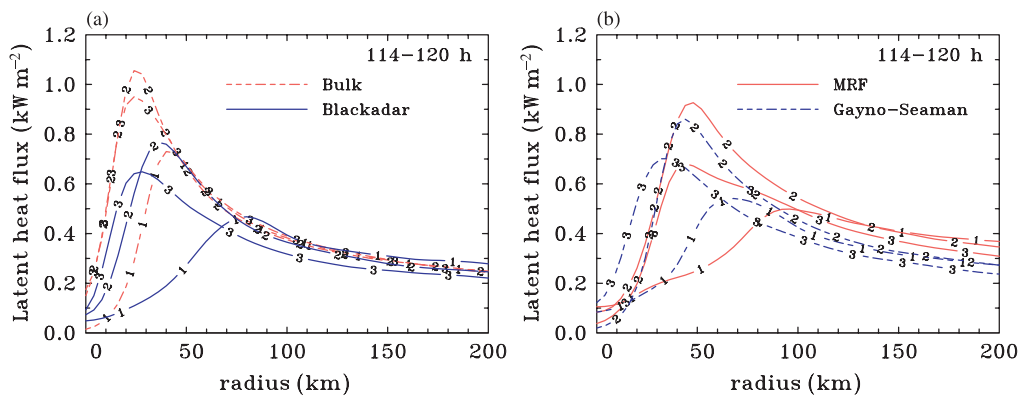 (a)
114−120 h
Bulk
Blackadar
Latent heat flux (kW m−2)
1.2
1.0
0.8
0.6
0.4
0.2
0.0
0 50 100 150 200
radius (km)
(b)
114−120 h
MRF
Gayno−Seaman
Latent heat flux (kW m−2)
1.2
1.0
0.8
0.6
0.4
0.2
0.0
0 50 100 150 200
radius (km)